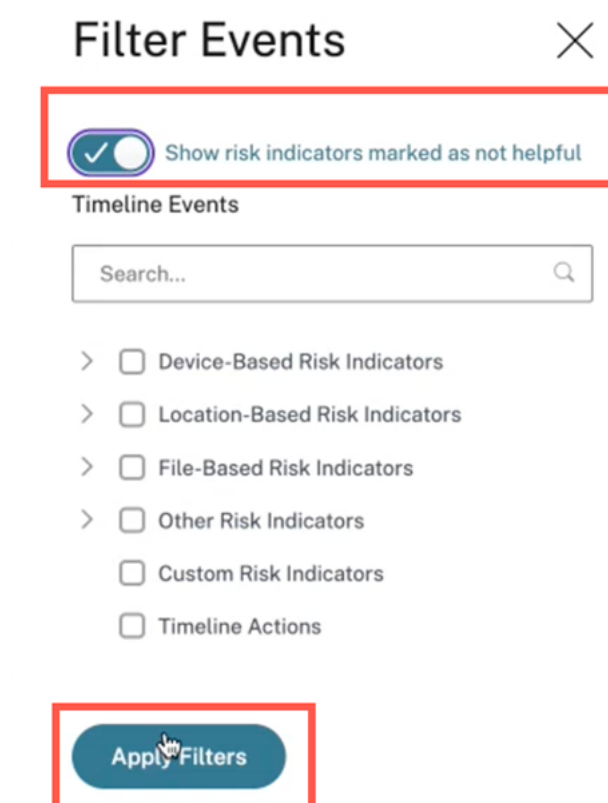 Filter Events
Show risk indicators marked as not helpful
Timeline Events
Search...
Device-Based Risk Indicators
Location-Based Risk Indicators
File-Based Risk Indicators
Other Risk Indicators
Custom Risk Indicators
Timeline Actions
Apply Filters